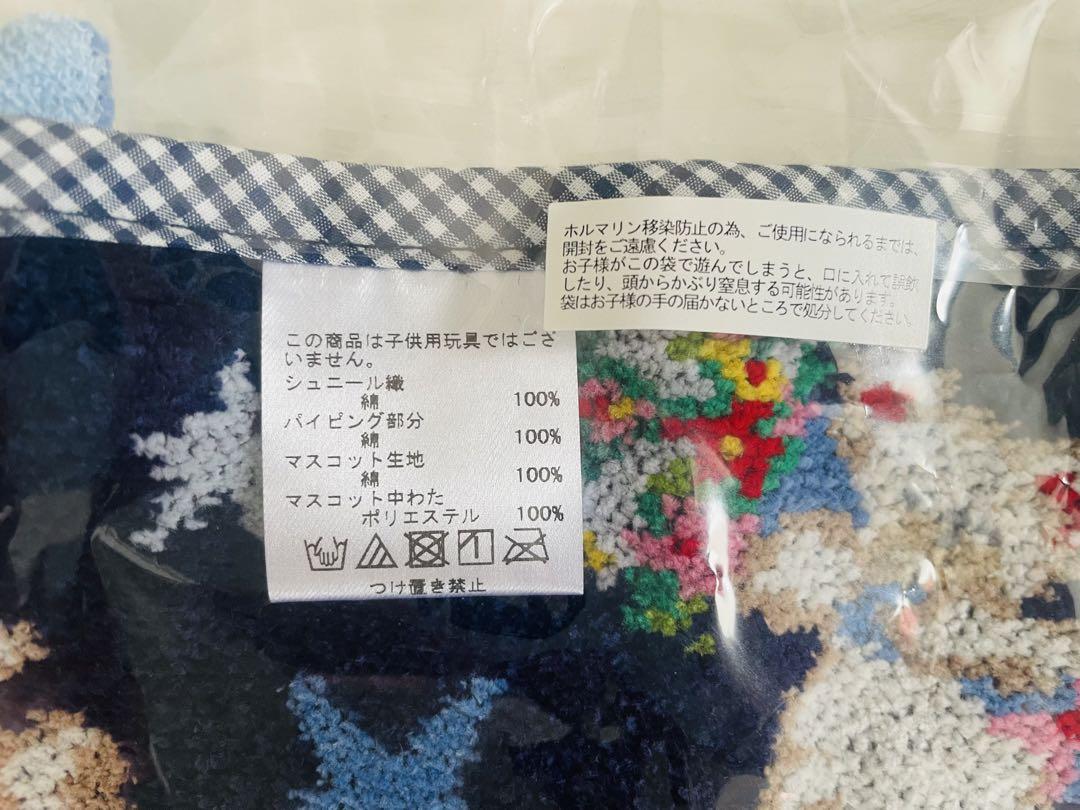 ホルマリン移染防止の為、ご使用になられるまでは、
開封をご遠慮ください。
お子様がこの袋で遊んでしまうと、口に入れて誤飲
したり、頭からかぶり窒息する可能性があります。
袋はお子様の手の届かないところで処分してください。
この商品は子供用玩具ではござ
いません。
シェニール織
綿 100%
パイピング部分
綿 100%
マスコット生地
綿 100%
マスコット中わた
ポリエステル 100%
つけ置き禁止